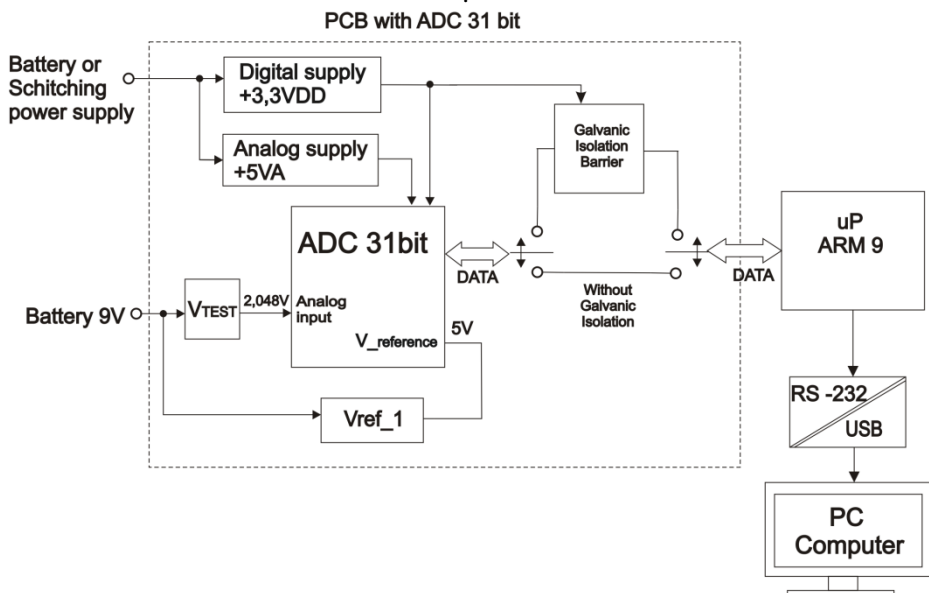 PCB with ADC 31 bit
Battery or
Schitching
power supply
Digital supply
+3,3VDD
Analog supply
+5VA
Galvanic
Isolation
Barrier
ADC 31bit
DATA
Without
Galvanic
Isolation
DATA
uP
ARM 9
Battery 9V
VTEST
2,048V
Analog
input
V_reference
5V
Vref_1
RS -232
USB
PC
Computer